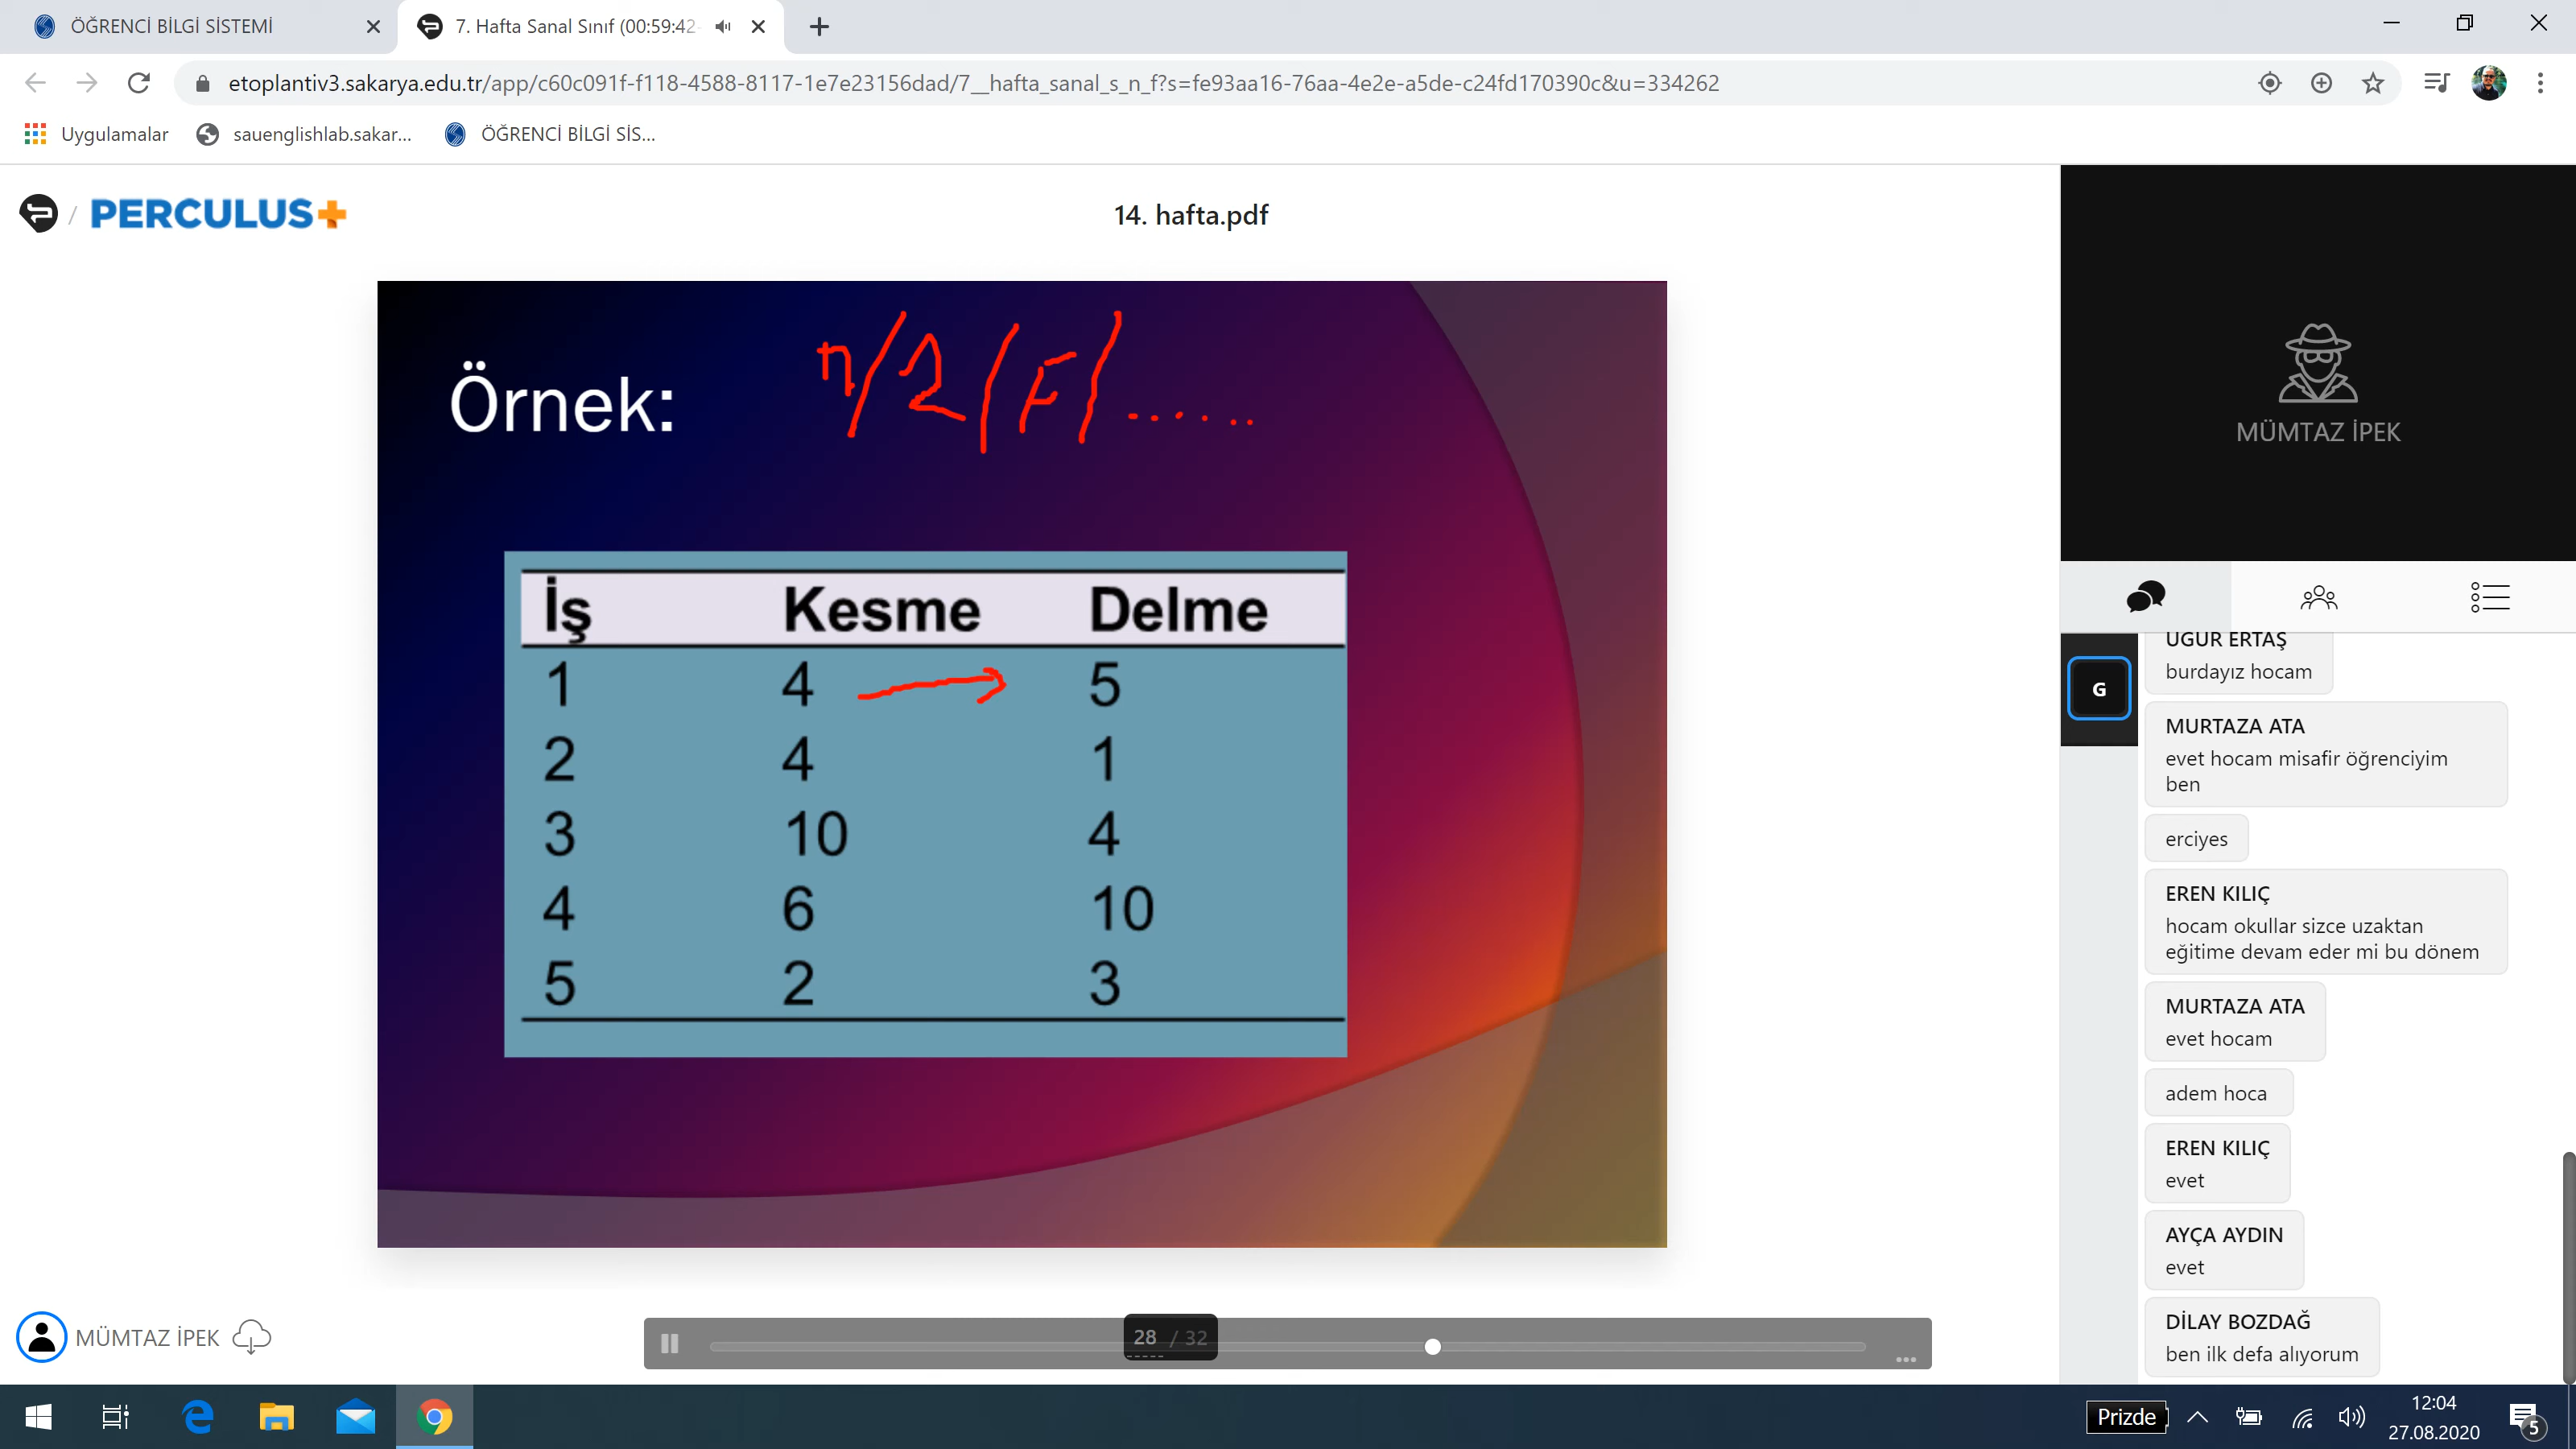 ÖĞRENCİ BİLGİ SİSTEMİ
7. Hafta Sanal Sınıf (00:59:42
etoplantiv3.sakarya.edu.tr/app/c60c091f-f118-4588-8117-1e7e23156dad/7__hafta_sanal_s_n_f?s=fe93aa16-76aa-4e2e-a5de-c24fd170390c&u=334262
Uygulamalar sauenglishlab.sakar... ÖĞRENCİ BİLGİ SİS...
/ PERCULUS+
14. hafta.pdf
Örnek:
n/2/F/......
İş Kesme Delme
1 4 5
2 4 1
3 10 4
4 6 10
5 2 3
MÜMTAZ İPEK
28 / 32
MÜMTAZ İPEK
G
UĞUR ERTAŞ
burdayız hocam
MURTAZA ATA
evet hocam misafir öğrenciyim
ben
erciyes
EREN KILIÇ
hocam okullar sizce uzaktan
eğitime devam eder mi bu dönem
MURTAZA ATA
evet hocam
adem hoca
EREN KILIÇ
evet
AYÇA AYDIN
evet
DİLAY BOZDAĞ
ben ilk defa alıyorum
Prizde
12:04
27.08.2020
5